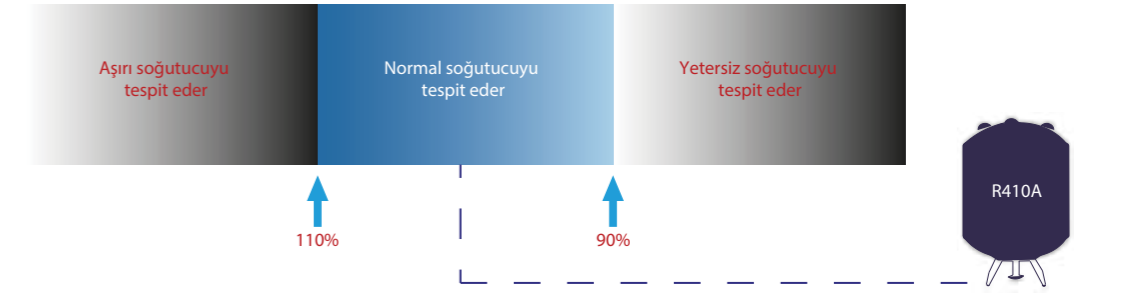 Aşırı soğutucuyu
tespit eder
Normal soğutucuyu
tespit eder
Yetersiz soğutucuyu
tespit eder
R410A
110%
90%